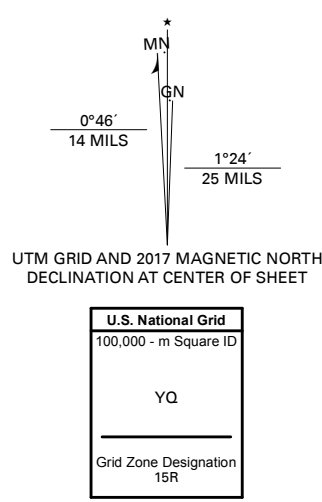 ★
MN
GN
0°46´
14 MILS
1°24´
25 MILS
UTM GRID AND 2017 MAGNETIC NORTH
DECLINATION AT CENTER OF SHEET
U.S. National Grid
100,000 - m Square ID
YQ
Grid Zone Designation
15R